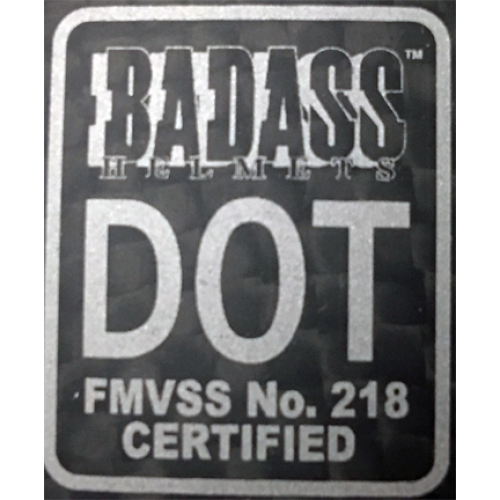 BADASS™
HELMETS
DOT
FMVSS No. 218
CERTIFIED